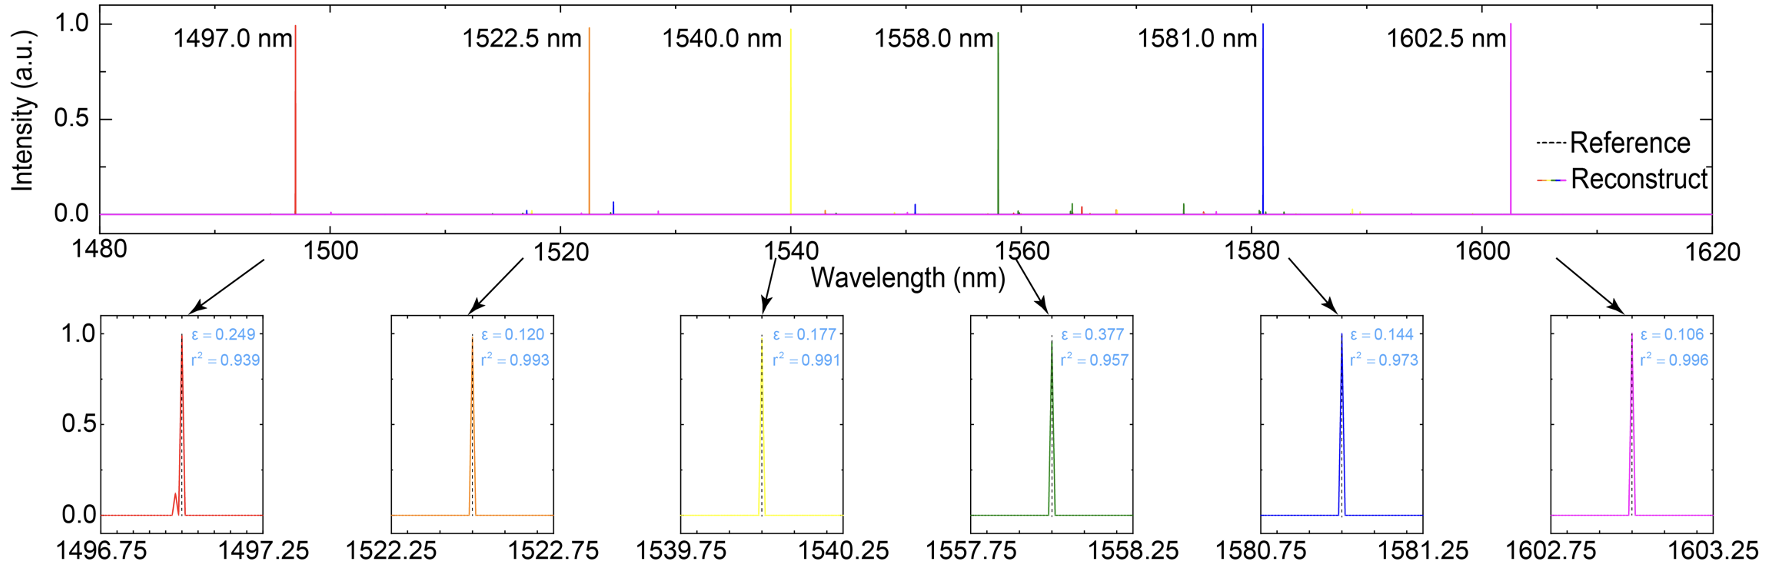 1.0
0.5
0.0
Intensity (a.u.)
1497.0 nm
1522.5 nm
1540.0 nm
1558.0 nm
1581.0 nm
1602.5 nm
Reference
Reconstruct
1480 1500 1520 1540 1560 1580 1600 1620
Wavelength (nm)
1.0
0.5
0.0
ε = 0.249
r² = 0.939
1496.75 1497.25
ε = 0.120
r² = 0.993
1522.25 1522.75
ε = 0.177
r² = 0.991
1539.75 1540.25
ε = 0.377
r² = 0.957
1557.75 1558.25
ε = 0.144
r² = 0.973
1580.75 1581.25
ε = 0.106
r² = 0.996
1602.75 1603.25